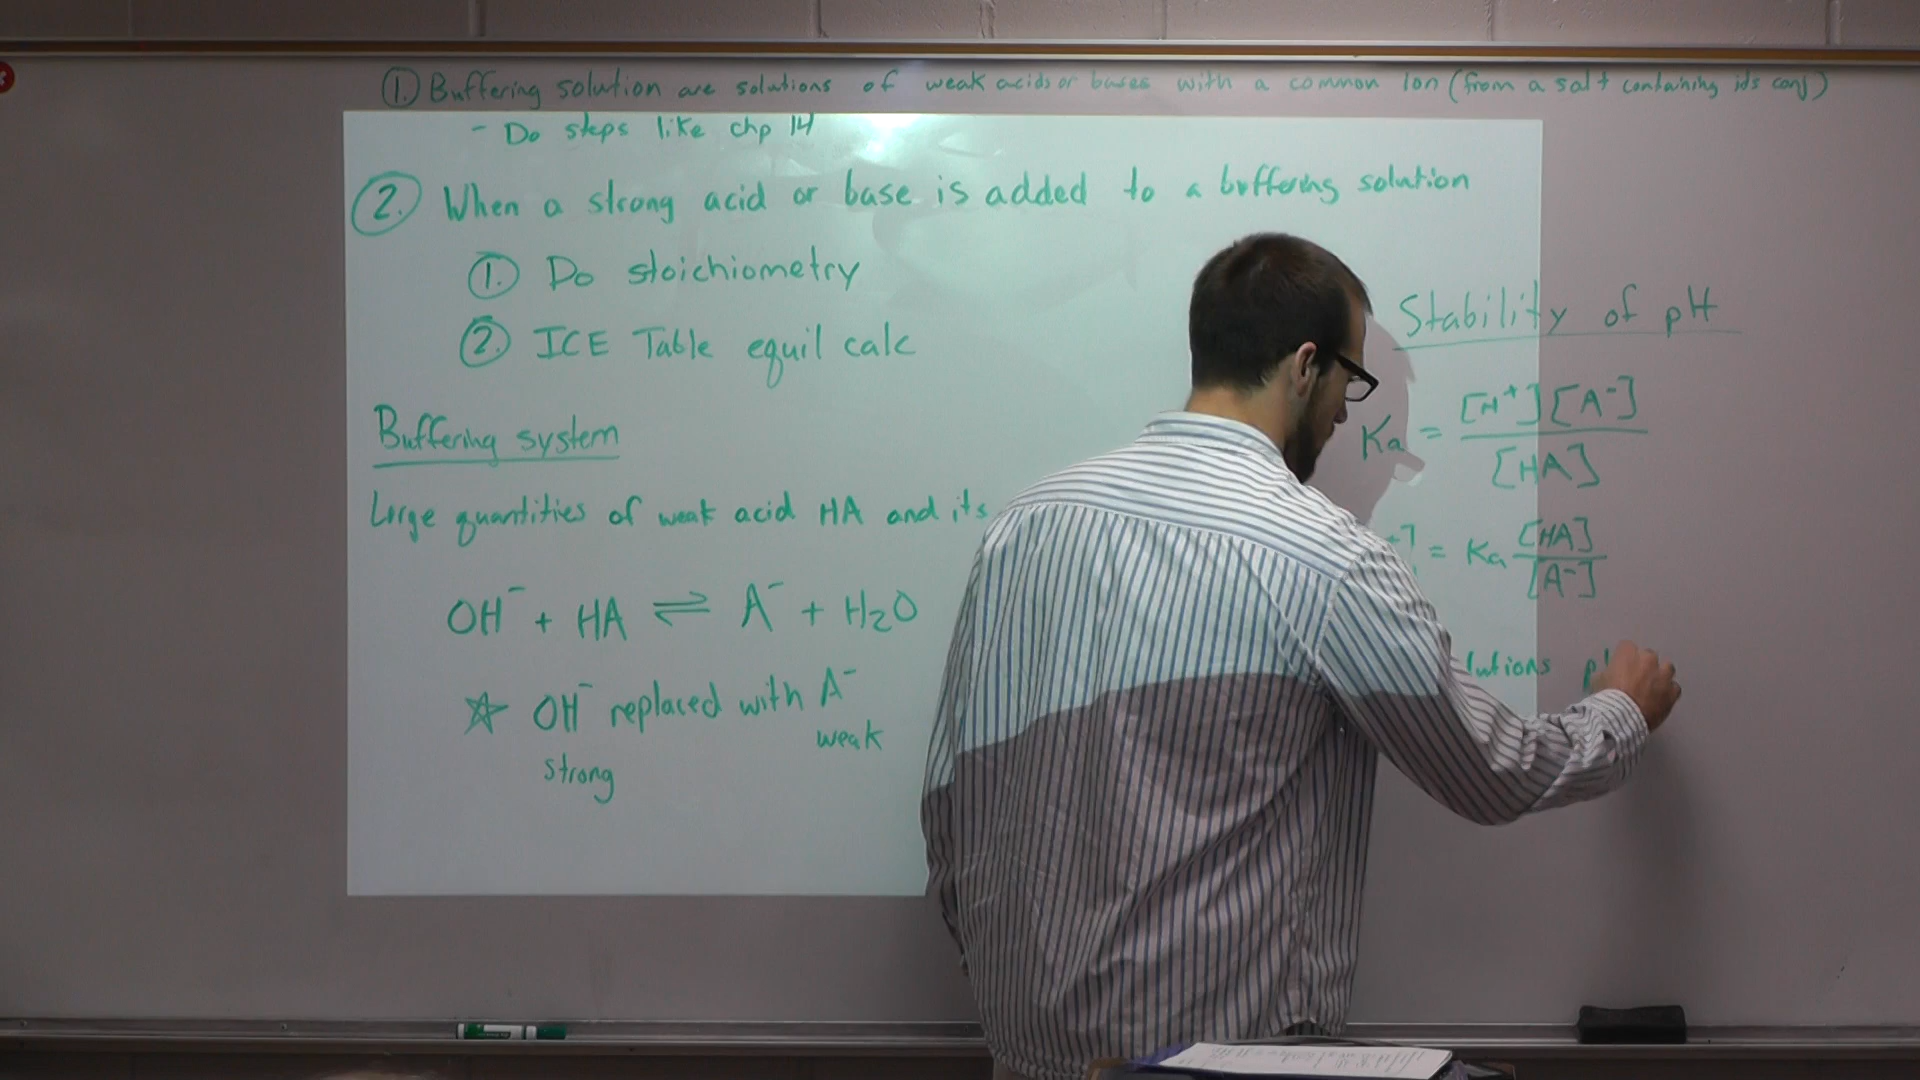 1. Buffering solution are solutions of weak acids or bases with a common Ion (from a salt containing its conj)
- Do steps like chp 14
2. When a strong acid or base is added to a buffering solution
1. Do stoichiometry
2. ICE Table equil calc
Buffering system
Large quantities of weak acid HA and its
OH⁻ + HA ⇌ A⁻ + H₂O
☆ OH⁻ replaced with A⁻
weak
strong
Stability of pH
Ka = [H⁺][A⁻]
[HA]
= Ka [HA]
[A⁻]